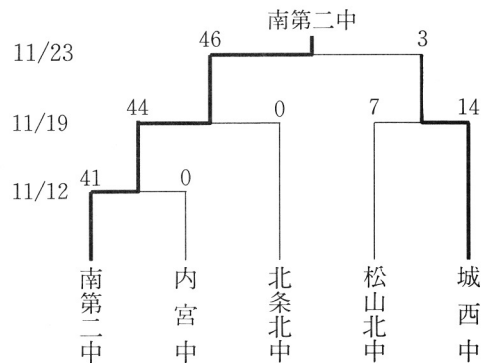 南第二中
11/23 46 3
11/19 44 0 7 14
11/12 41 0
南第二中
内宮中
北条北中
松山北中
城西中